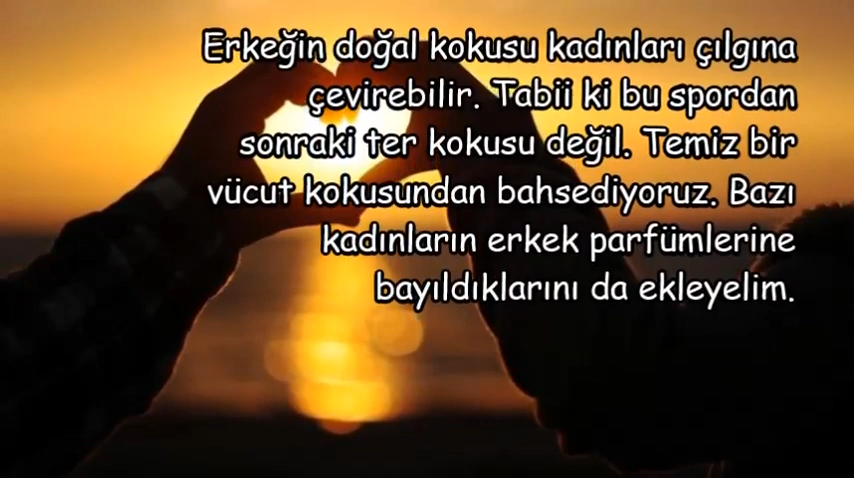 Erkeğin doğal kokusu kadınları çılgına
çevirebilir. Tabii ki bu spordan
sonraki ter kokusu değil. Temiz bir
vücut kokusundan bahsediyoruz. Bazı
kadınların erkek parfümlerine
bayıldıklarını da ekleyelim.